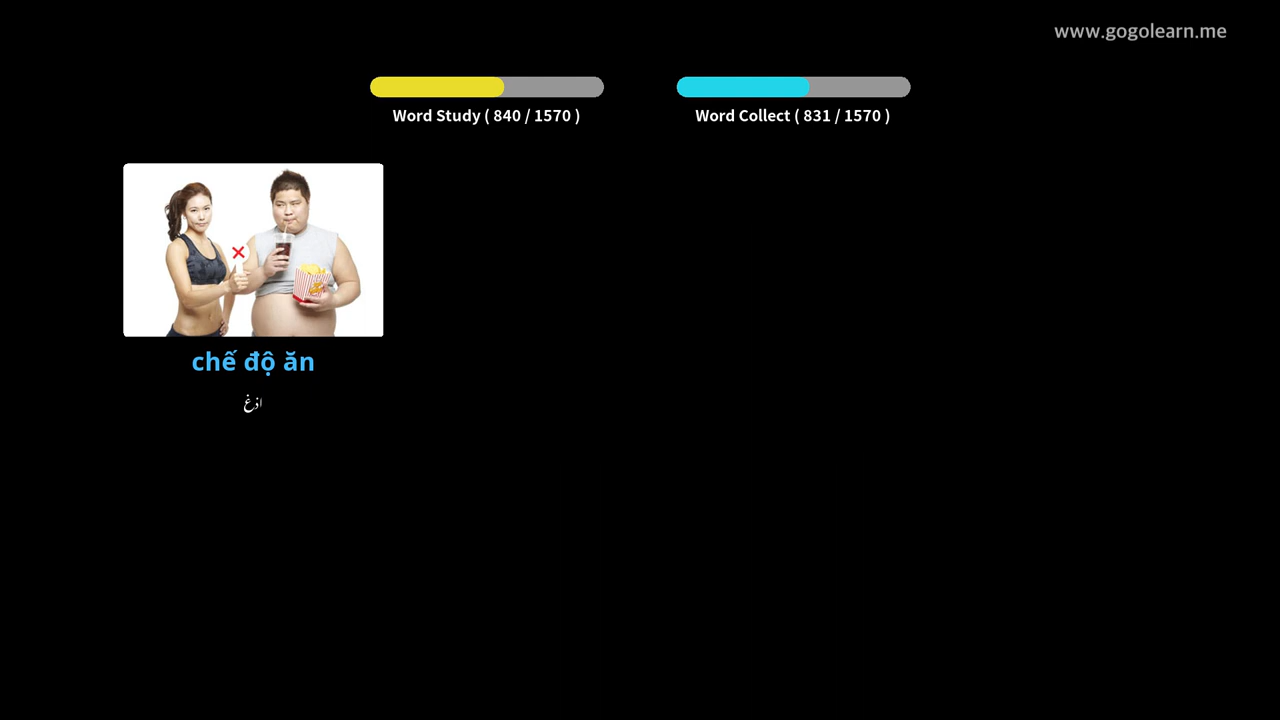 www.gogolearn.me
Word Study ( 840 / 1570 )
Word Collect ( 831 / 1570 )
chế độ ăn
اذغ